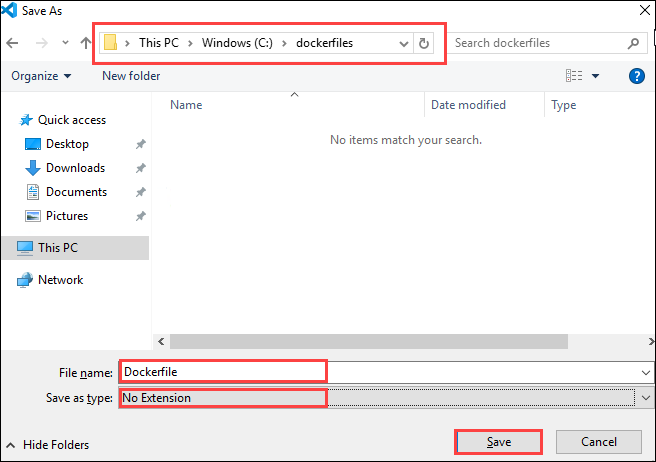 Save As
This PC > Windows (C:) > dockerfiles
Search dockerfiles
Organize
New folder
?
Name
Date modified
Type
No items match your search.
Quick access
Desktop
Downloads
Documents
Pictures
This PC
Network
File name: Dockerfile
Save as type: No Extension
Hide Folders
Save
Cancel